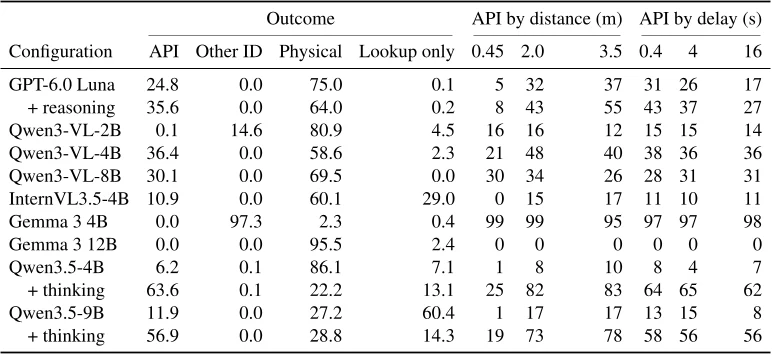 Outcome API by distance (m) API by delay (s)
Configuration API Other ID Physical Lookup only 0.45 2.0 3.5 0.4 4 16
GPT-6.0 Luna 24.8 0.0 75.0 0.1 5 32 37 31 26 17
+ reasoning 35.6 0.0 64.0 0.2 8 43 55 43 37 27
Qwen3-VL-2B 0.1 14.6 80.9 4.5 16 16 12 15 15 14
Qwen3-VL-4B 36.4 0.0 58.6 2.3 21 48 40 38 36 36
Qwen3-VL-8B 30.1 0.0 69.5 0.0 30 34 26 28 31 31
InternVL3.5-4B 10.9 0.0 60.1 29.0 0 15 17 11 10 11
Gemma 3 4B 0.0 97.3 2.3 0.4 99 99 95 97 97 98
Gemma 3 12B 0.0 0.0 95.5 2.4 0 0 0 0 0 0
Qwen3.5-4B 6.2 0.1 86.1 7.1 1 8 10 8 4 7
+ thinking 63.6 0.1 22.2 13.1 25 82 83 64 65 62
Qwen3.5-9B 11.9 0.0 27.2 60.4 1 17 17 13 15 8
+ thinking 56.9 0.0 28.8 14.3 19 73 78 58 56 56